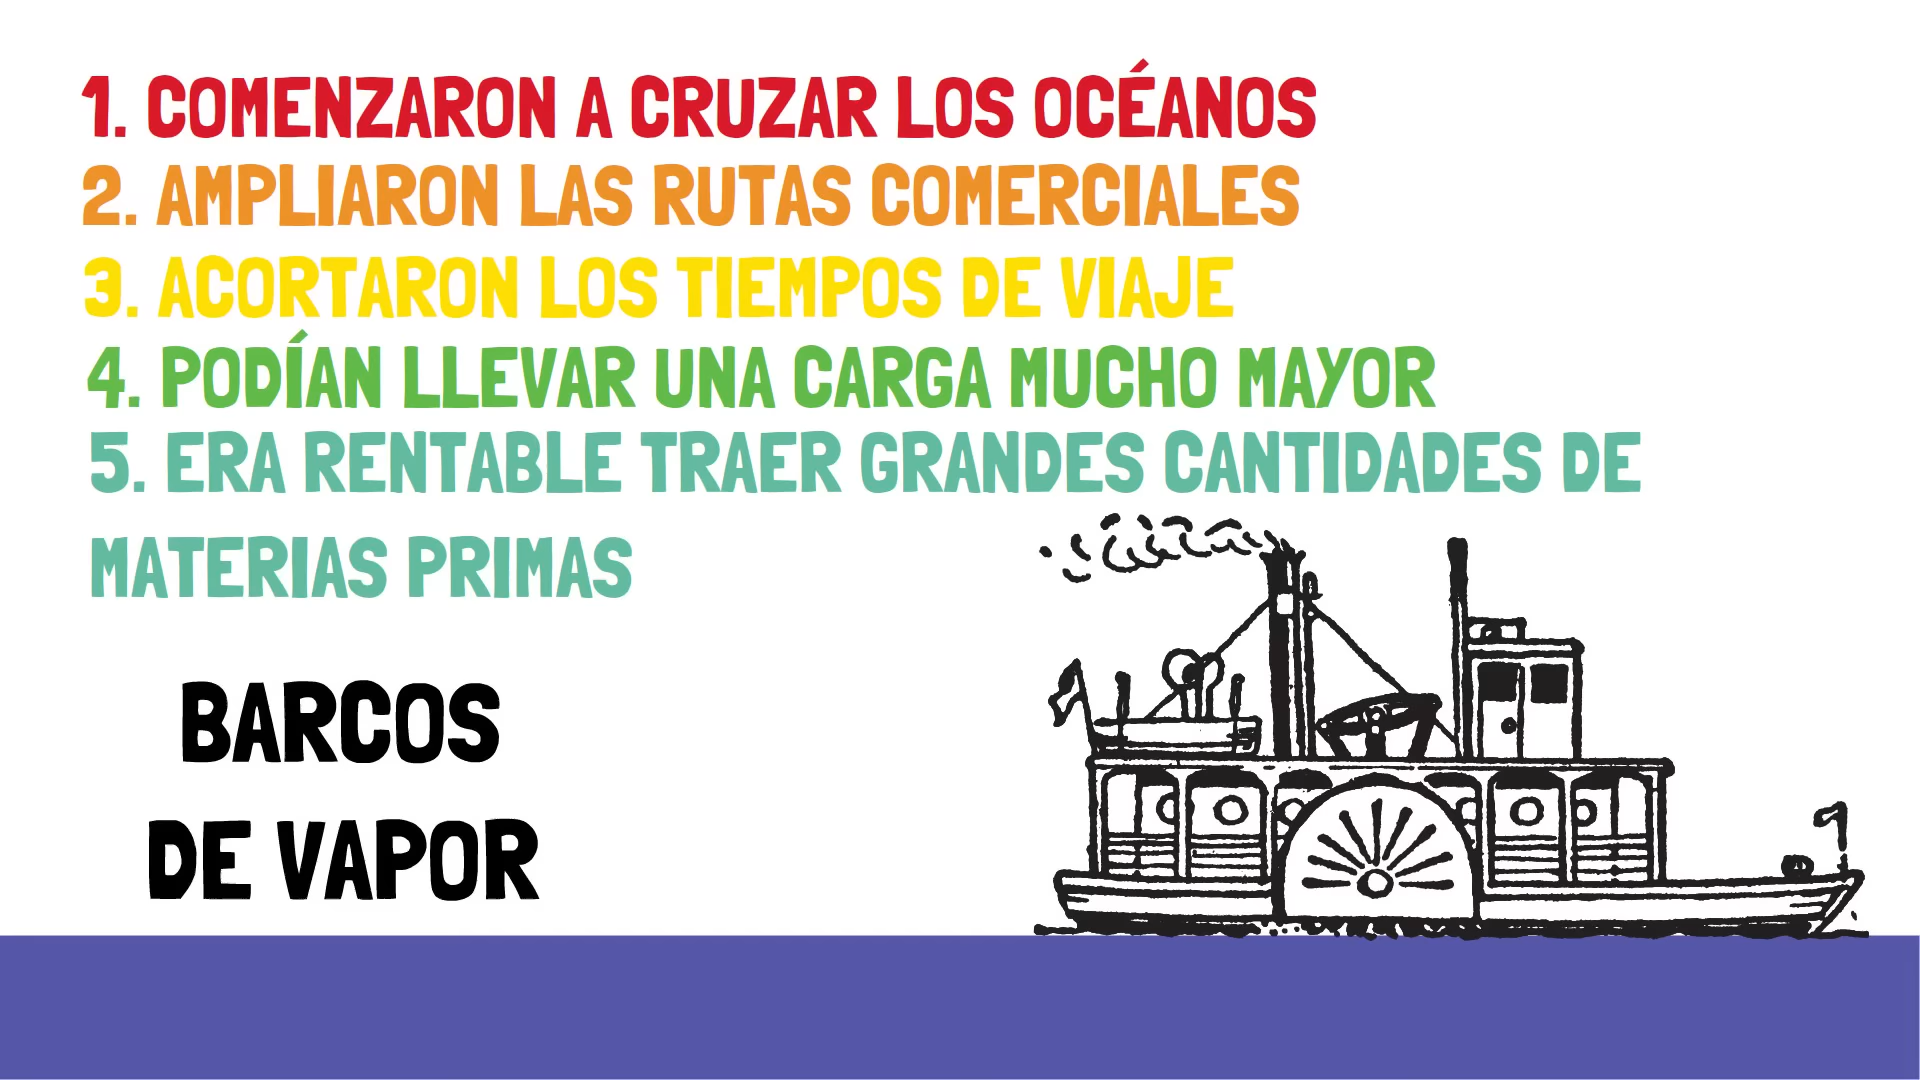 1. COMENZARON A CRUZAR LOS OCÉANOS
2. AMPLIARON LAS RUTAS COMERCIALES
3. ACORTARON LOS TIEMPOS DE VIAJE
4. PODÍAN LLEVAR UNA CARGA MUCHO MAYOR
5. ERA RENTABLE TRAER GRANDES CANTIDADES DE
MATERIAS PRIMAS
BARCOS
DE VAPOR